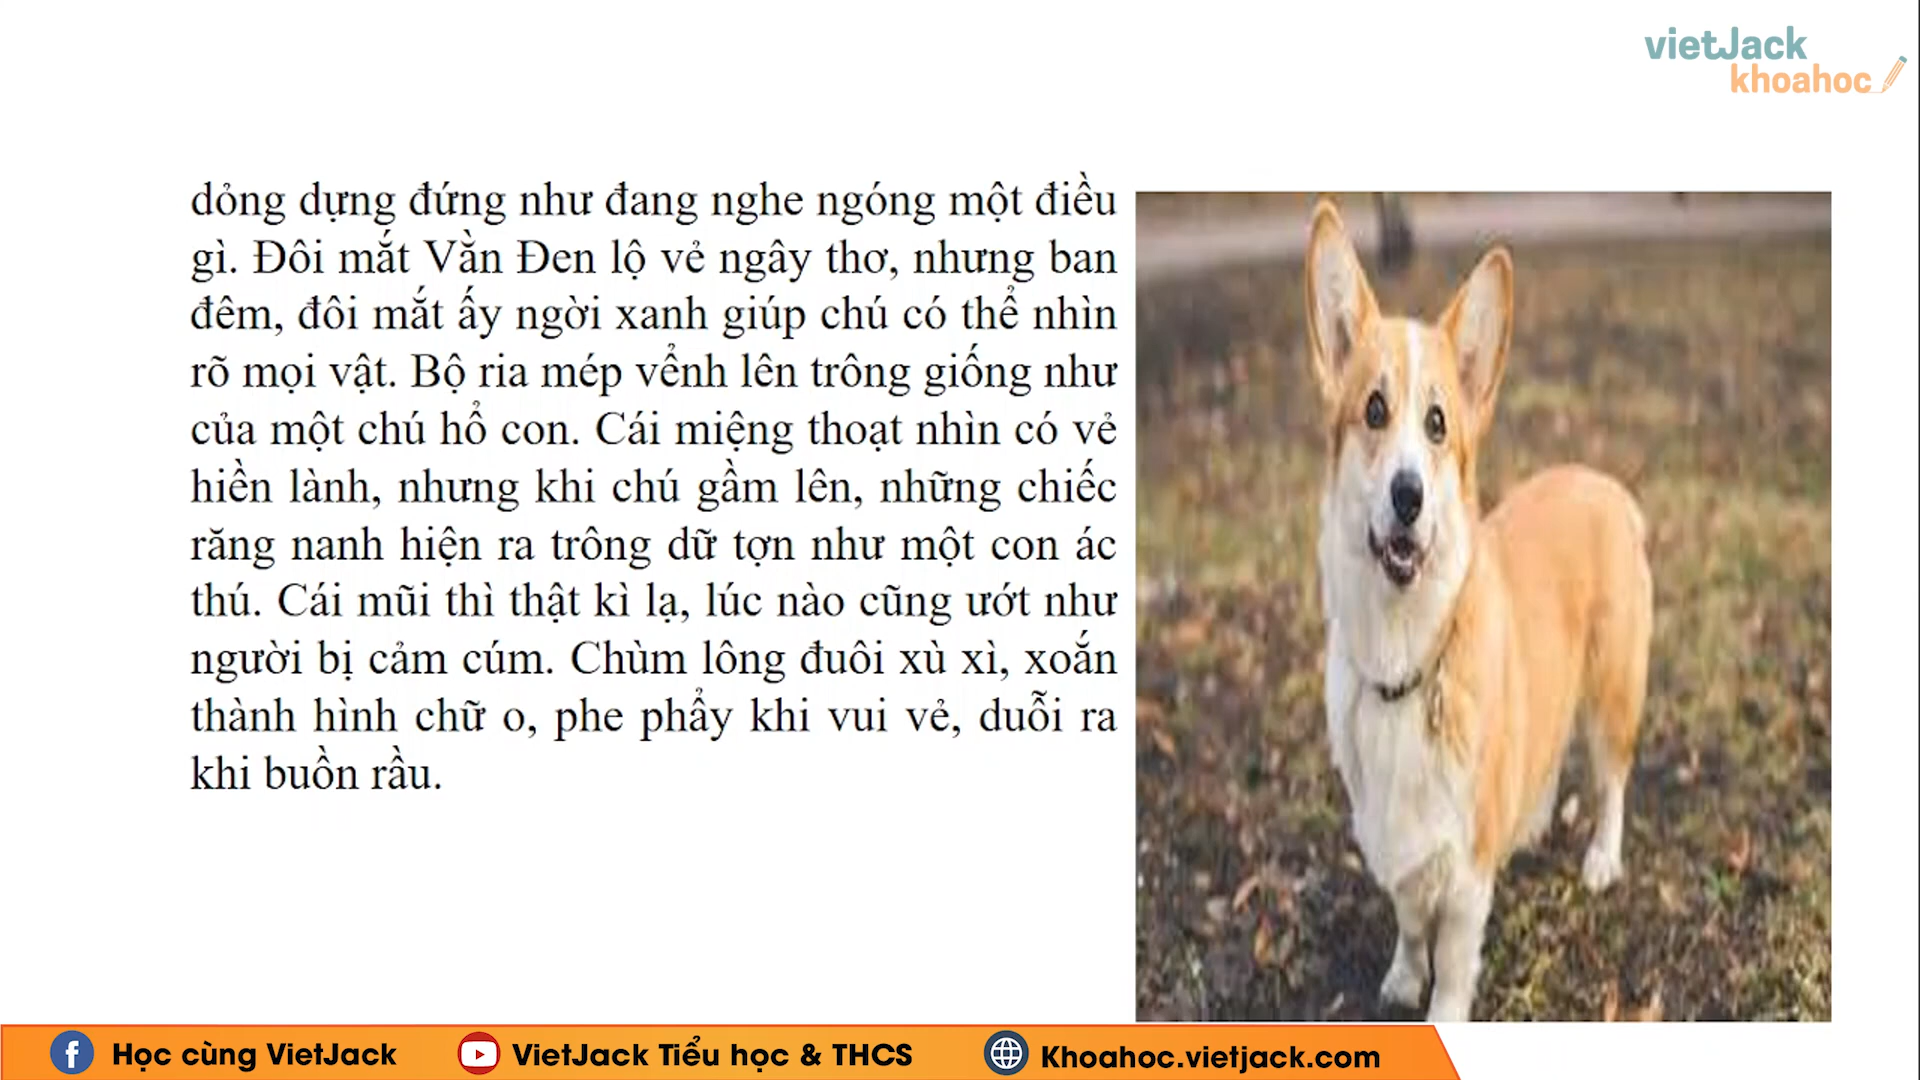 vietJack
khoahoc
dỏng dựng đứng như đang nghe ngóng một điều
gì. Đôi mắt Vằn Đen lộ vẻ ngây thơ, nhưng ban
đêm, đôi mắt ấy ngời xanh giúp chú có thể nhìn
rõ mọi vật. Bộ ria mép vểnh lên trông giống như
của một chú hổ con. Cái miệng thoạt nhìn có vẻ
hiền lành, nhưng khi chú gầm lên, những chiếc
răng nanh hiện ra trông dữ tợn như một con ác
thú. Cái mũi thì thật kì lạ, lúc nào cũng ướt như
người bị cảm cúm. Chùm lông đuôi xù xì, xoắn
thành hình chữ o, phe phẩy khi vui vẻ, duỗi ra
khi buồn rầu.
Học cùng VietJack
VietJack Tiểu học & THCS
Khoahoc.vietjack.com